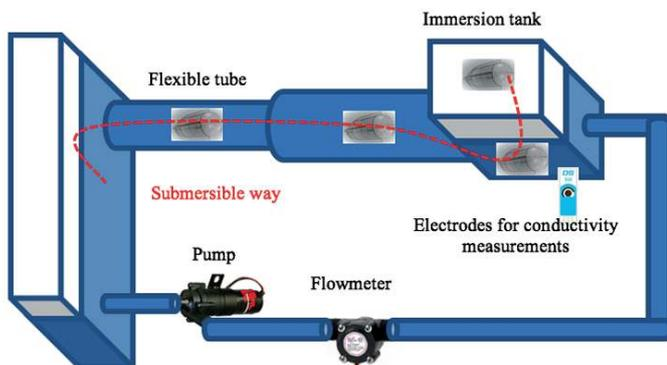 Immersion tank
Flexible tube
Submersible way
Electrodes for conductivity
measurements
Pump
Flowmeter